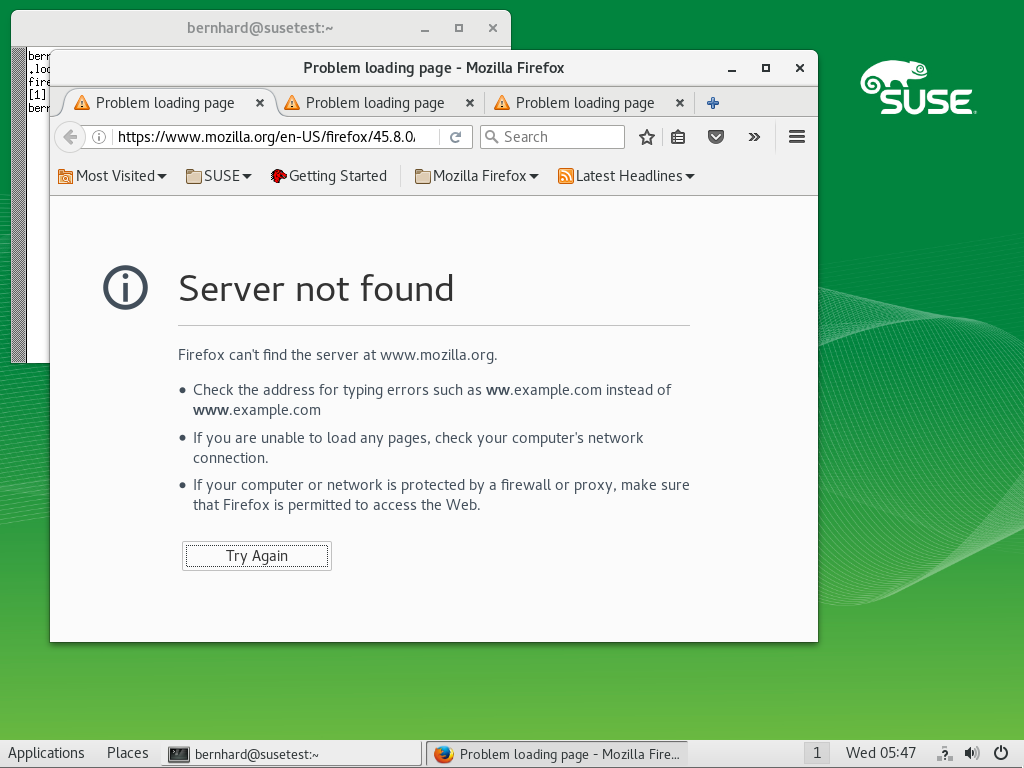 bernhard@susetest:~
Problem loading page - Mozilla Firefox
[1]
Problem loading page
Problem loading page
Problem loading page
https://www.mozilla.org/en-US/firefox/45.8.0/
Search
Most Visited
SUSE
Getting Started
Mozilla Firefox
Latest Headlines
SUSE
Server not found
Firefox can't find the server at www.mozilla.org.
• Check the address for typing errors such as ww.example.com instead of
www.example.com
• If you are unable to load any pages, check your computer's network
connection.
• If your computer or network is protected by a firewall or proxy, make sure
that Firefox is permitted to access the Web.
Try Again
Applications
Places
bernhard@susetest:~
Problem loading page - Mozilla Fire...
1
Wed 05:47